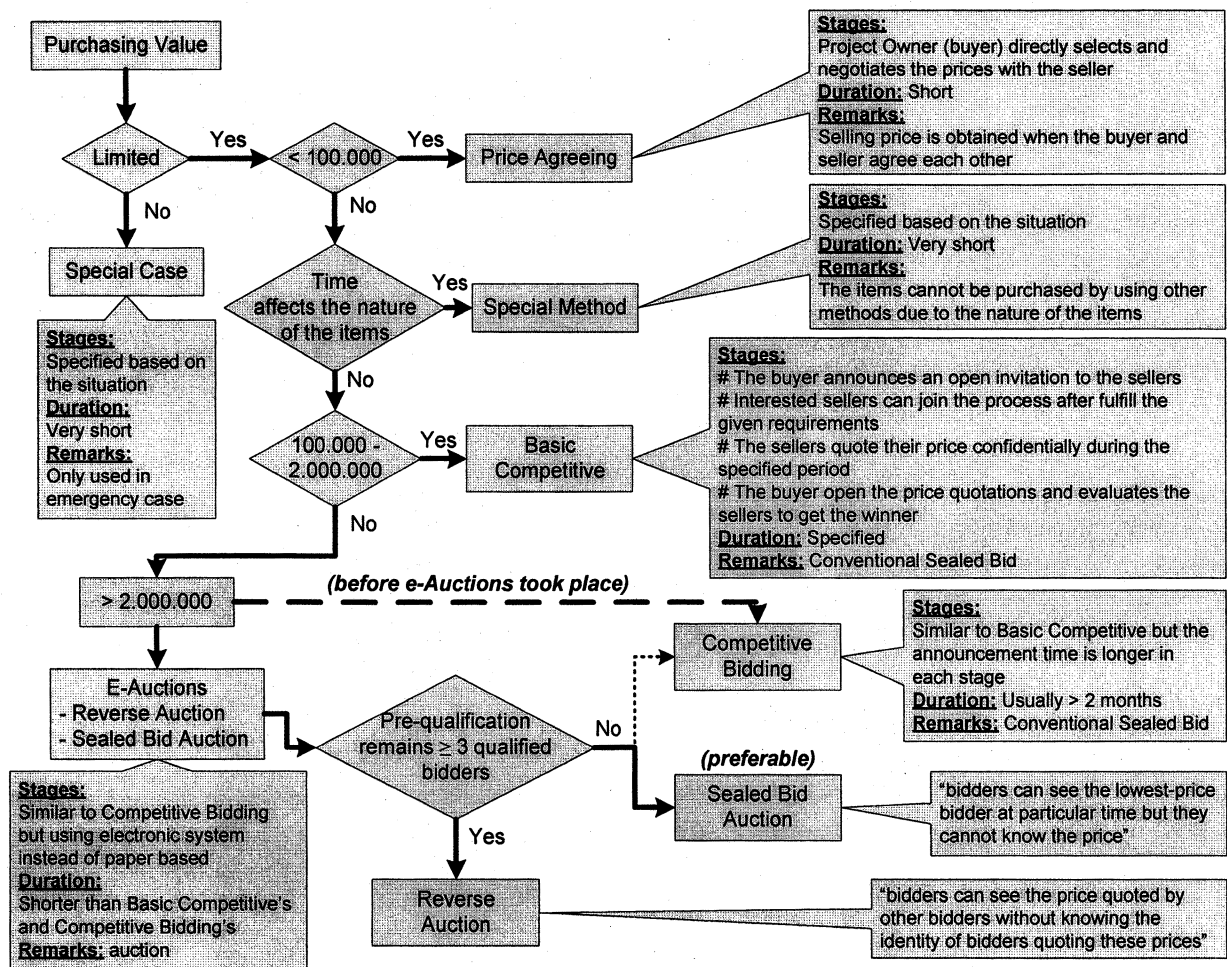 Purchasing Value
Limited
Yes
< 100.000
Yes
Price Agreeing
Stages:
Project Owner (buyer) directly selects and
negotiates the prices with the seller
Duration: Short
Remarks:
Selling price is obtained when the buyer and
seller agree each other
No
No
Special Case
Stages:
Specified based on
the situation
Duration:
Very short
Remarks:
Only used in
emergency case
Time
affects the nature
of the items
Yes
Special Method
Stages:
Specified based on the situation
Duration: Very short
Remarks:
The items cannot be purchased by using other
methods due to the nature of the items
No
100.000 -
2.000.000
Yes
Basic
Competitive
Stages:
# The buyer announces an open invitation to the sellers
# Interested sellers can join the process after fulfill the
given requirements
# The sellers quote their price confidentially during the
specified period
# The buyer open the price quotations and evaluates the
sellers to get the winner
Duration: Specified
Remarks: Conventional Sealed Bid
No
> 2.000.000
(before e-Auctions took place)
Competitive
Bidding
Stages:
Similar to Basic Competitive but the
announcement time is longer in
each stage
Duration: Usually > 2 months
Remarks: Conventional Sealed Bid
E-Auctions
- Reverse Auction
- Sealed Bid Auction
Stages:
Similar to Competitive Bidding
but using electronic system
instead of paper based
Duration:
Shorter than Basic Competitive's
and Competitive Bidding's
Remarks: auction
Pre-qualification
remains ≥ 3 qualified
bidders
No
(preferable)
Sealed Bid
Auction
"bidders can see the lowest-price
bidder at particular time but they
cannot know the price"
Yes
Reverse
Auction
"bidders can see the price quoted by
other bidders without knowing the
identity of bidders quoting these prices"